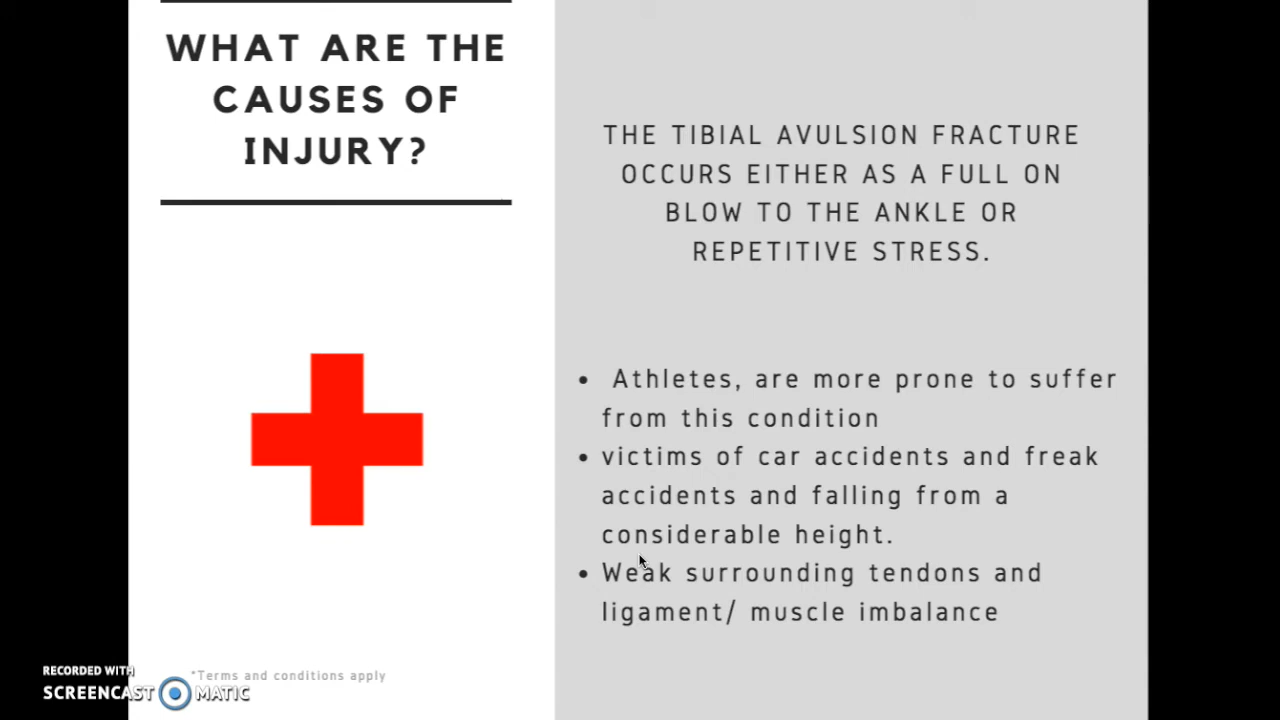 WHAT ARE THE
CAUSES OF
INJURY?
THE TIBIAL AVULSION FRACTURE
OCCURS EITHER AS A FULL ON
BLOW TO THE ANKLE OR
REPETITIVE STRESS.
• Athletes, are more prone to suffer
from this condition
• victims of car accidents and freak
accidents and falling from a
considerable height.
• Weak surrounding tendons and
ligament/ muscle imbalance
*Terms and conditions apply
RECORDED WITH
SCREENCAST MATIC